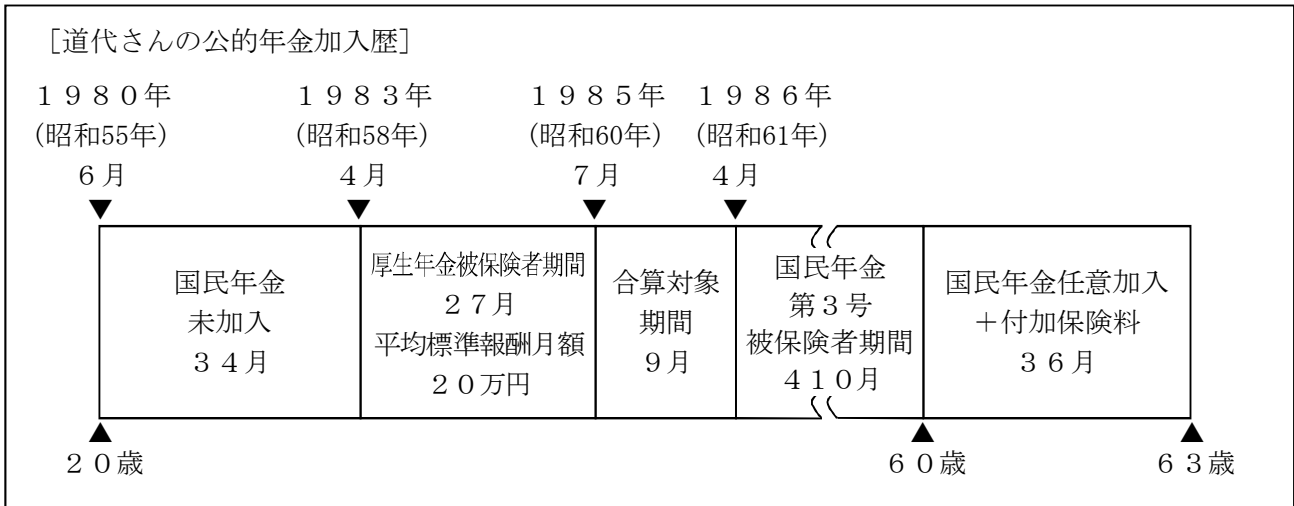 [道代さんの公的年金加入歴]
1980年 1983年 1985年 1986年
(昭和55年) (昭和58年) (昭和60年) (昭和61年)
6月 4月 7月 4月
国民年金
未加入
34月
厚生年金被保険者期間
27月
平均標準報酬月額
20万円
合算対象
期間
9月
国民年金
第3号
被保険者期間
410月
国民年金任意加入
+付加保険料
36月
20歳 60歳 63歳